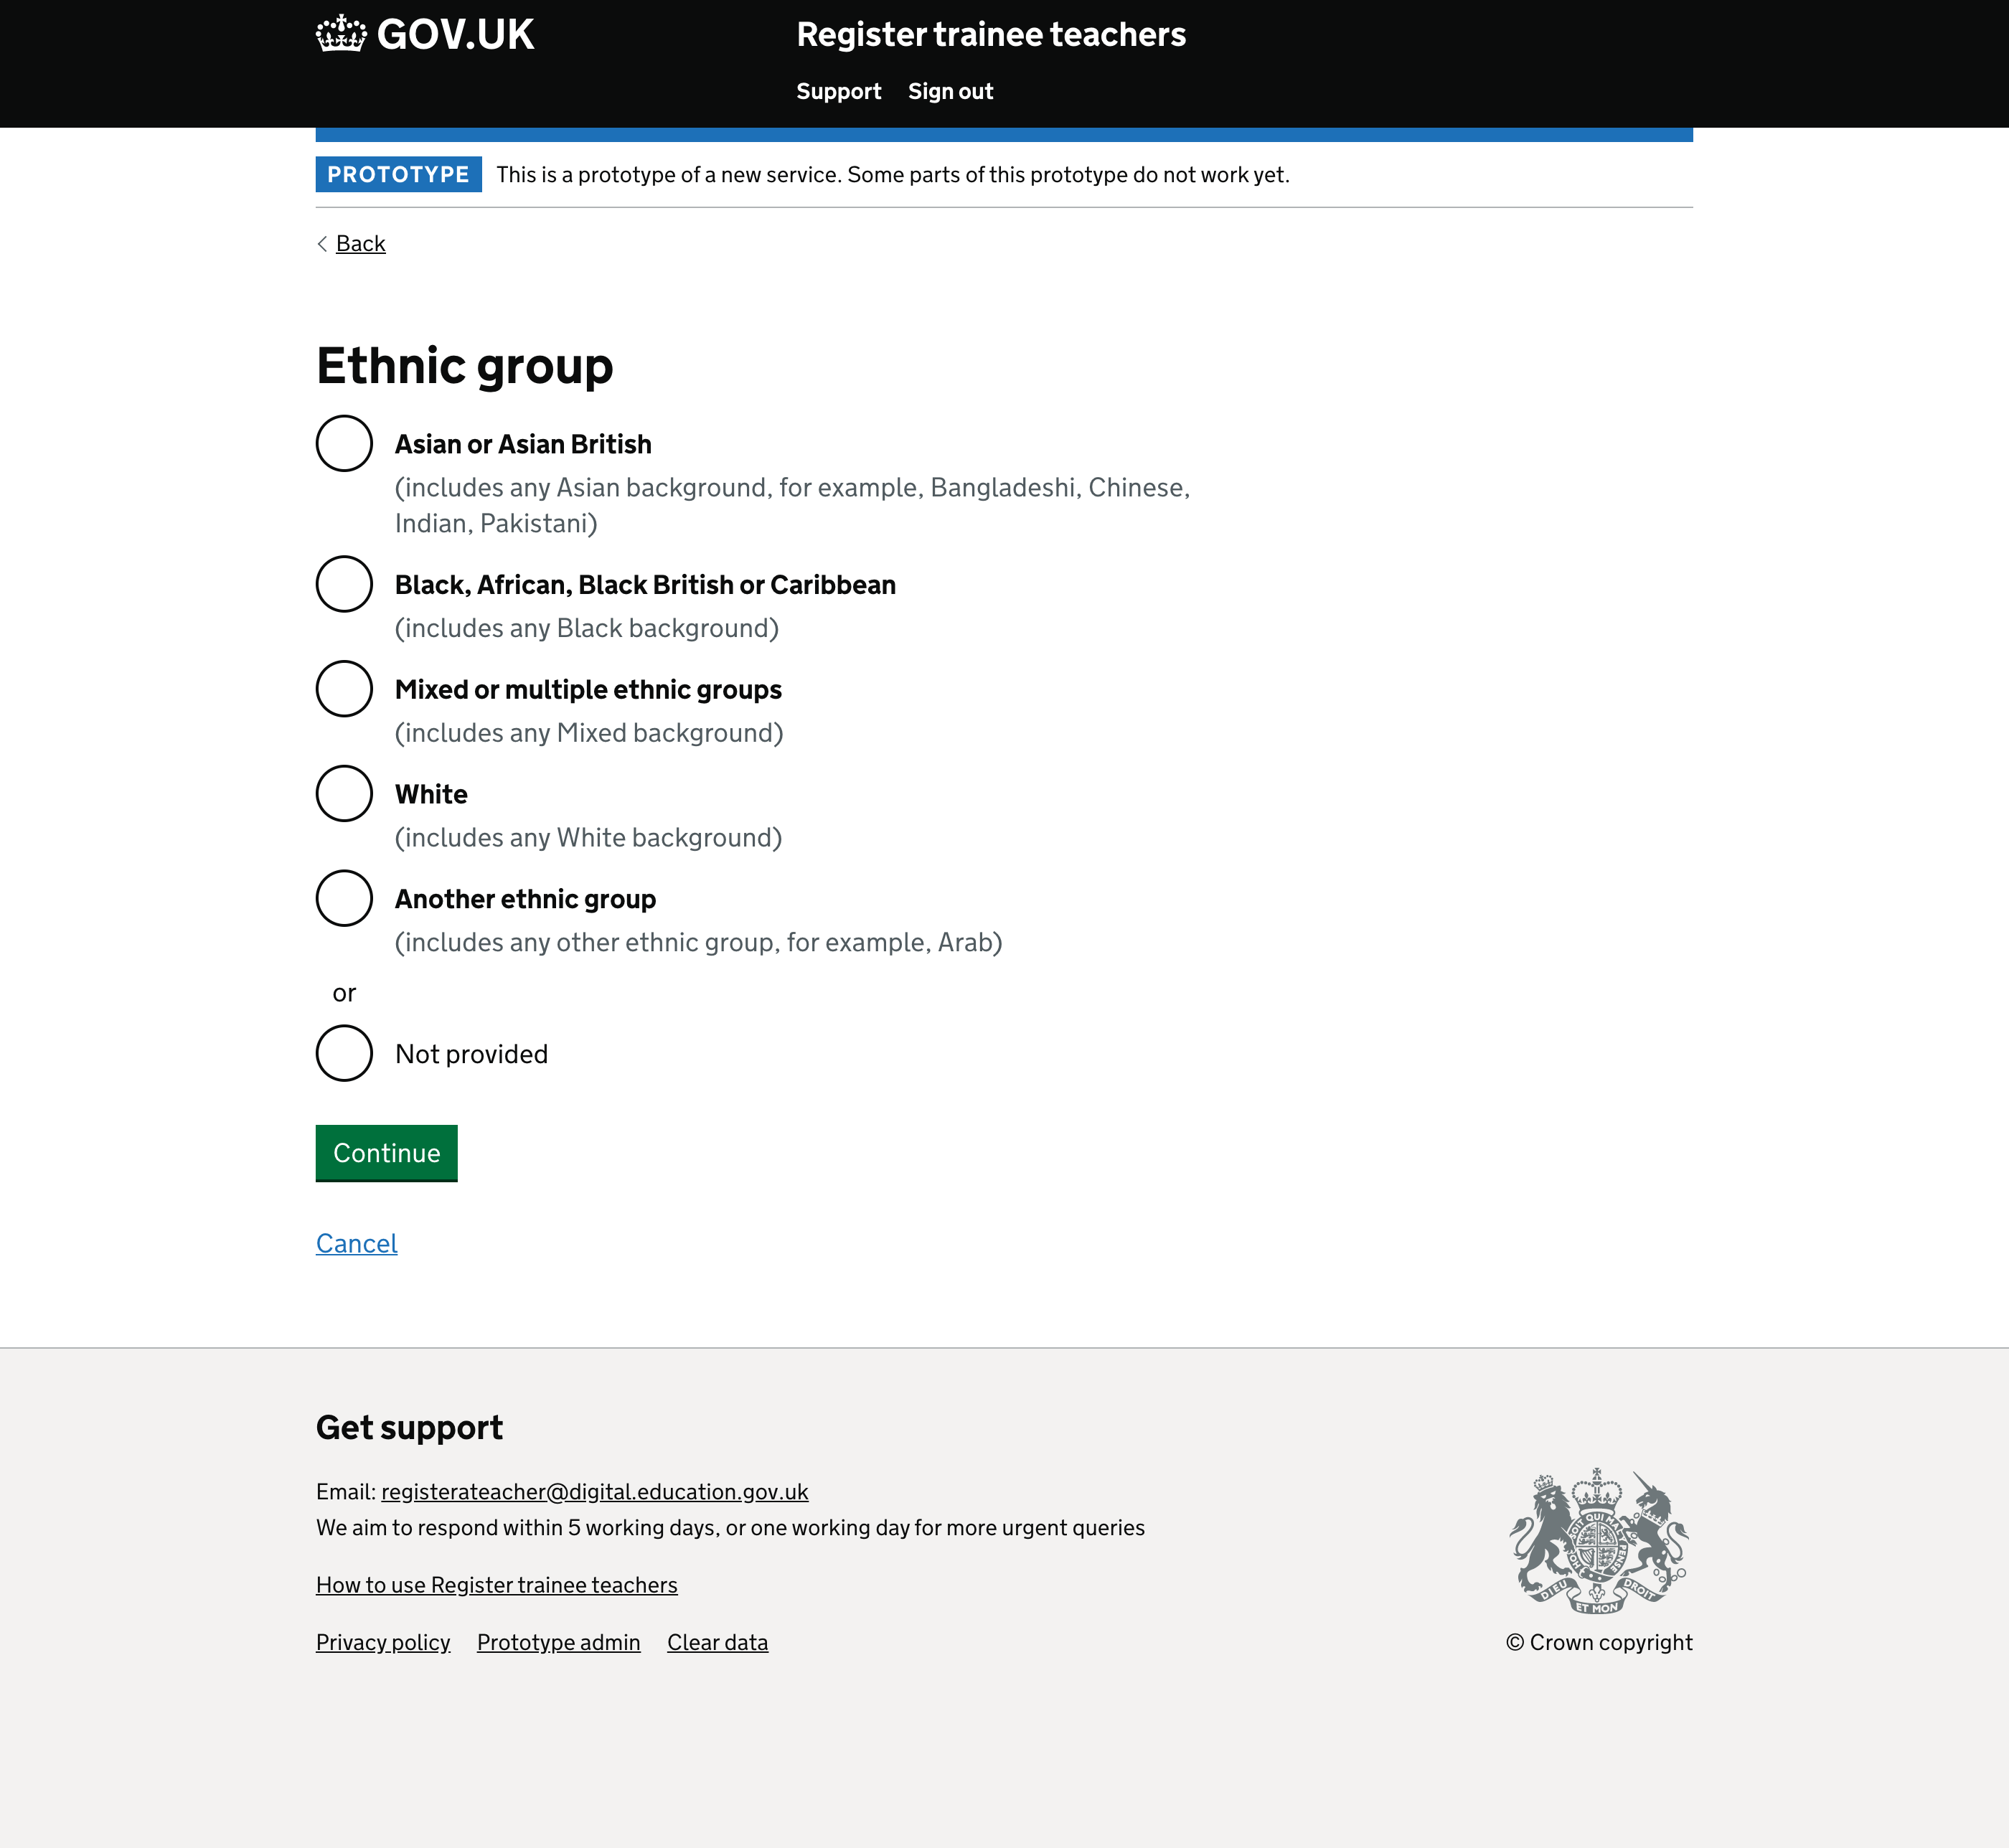 GOV.UK
Register trainee teachers
Support Sign out
PROTOTYPE This is a prototype of a new service. Some parts of this prototype do not work yet.
Back
Ethnic group
Asian or Asian British
(includes any Asian background, for example, Bangladeshi, Chinese,
Indian, Pakistani)
Black, African, Black British or Caribbean
(includes any Black background)
Mixed or multiple ethnic groups
(includes any Mixed background)
White
(includes any White background)
Another ethnic group
(includes any other ethnic group, for example, Arab)
or
Not provided
Continue
Cancel
Get support
Email: registerateacher@digital.education.gov.uk
We aim to respond within 5 working days, or one working day for more urgent queries
How to use Register trainee teachers
Privacy policy Prototype admin Clear data
DIEU ET MON DROIT
© Crown copyright